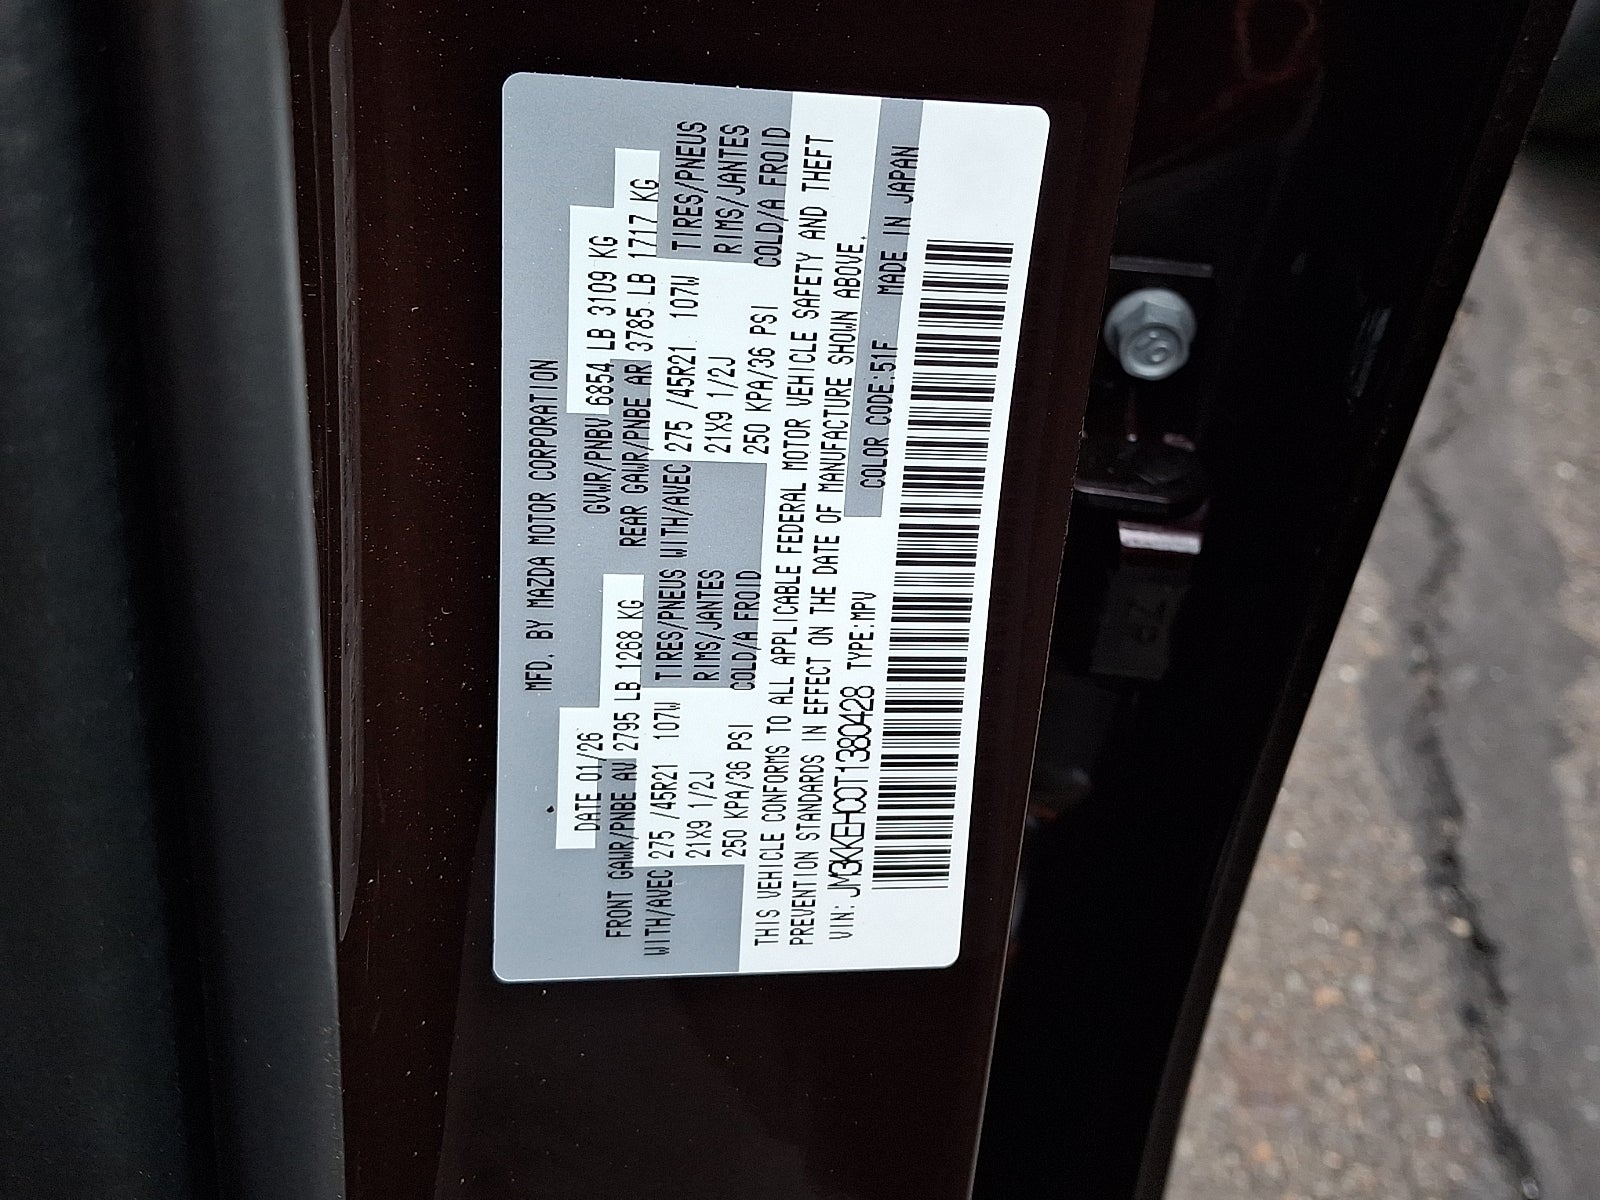 MFD. BY MAZDA MOTOR CORPORATION
DATE 01/26 GVWR/PNBV 6854 LB 3109 KG
FRONT GAWR/PNBE AV 2795 LB 1268 KG REAR GAWR/PNBE AR 3785 LB 1717 KG
WITH/AVEC 275 /45R21 107W TIRES/PNEUS WITH/AVEC 275 /45R21 107W TIRES/PNEUS
21X9 1/2J RIMS/JANTES 21X9 1/2J RIMS/JANTES
250 KPA/36 PSI COLD/A FROID 250 KPA/36 PSI COLD/A FROID
THIS VEHICLE CONFORMS TO ALL APPLICABLE FEDERAL MOTOR VEHICLE SAFETY AND THEFT
PREVENTION STANDARDS IN EFFECT ON THE DATE OF MANUFACTURE SHOWN ABOVE.
VIN: JM3KKEHC0T1380428 TYPE:MPV COLOR CODE:51F MADE IN JAPAN